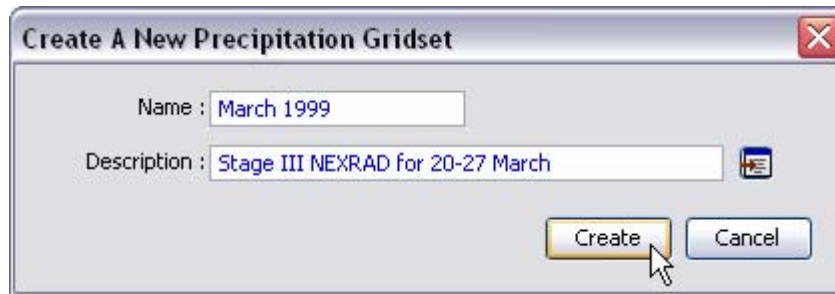 Create A New Precipitation Gridset
Name : March 1999
Description : Stage III NEXRAD for 20-27 March
Create Cancel